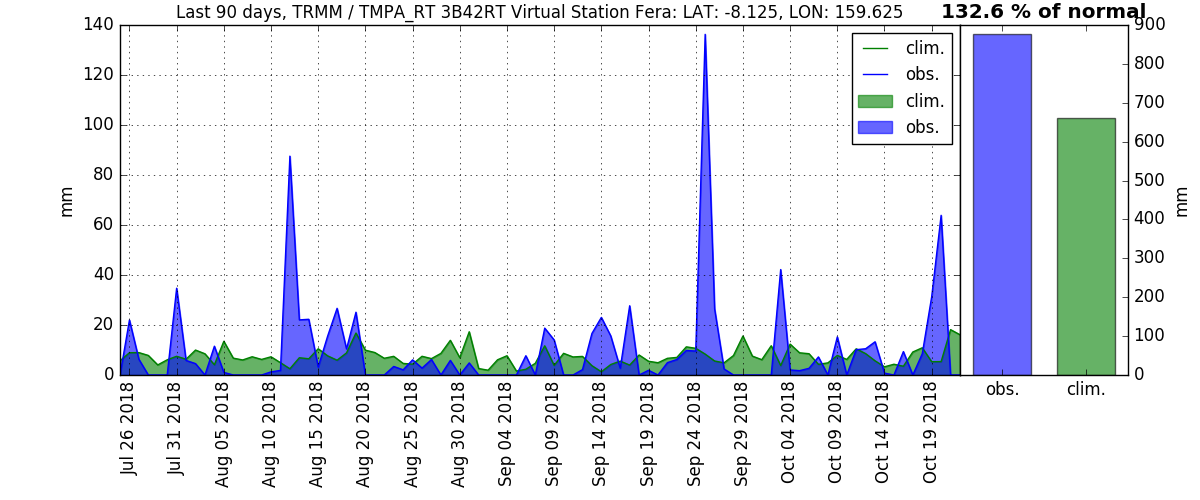 Last 90 days, TRMM / TMPA_RT 3B42RT Virtual Station Fera: LAT: -8.125, LON: 159.625
132.6 % of normal
mm
140
120
100
80
60
40
20
0
clim.
obs.
clim.
obs.
Jul 26 2018
Jul 31 2018
Aug 05 2018
Aug 10 2018
Aug 15 2018
Aug 20 2018
Aug 25 2018
Aug 30 2018
Sep 04 2018
Sep 09 2018
Sep 14 2018
Sep 19 2018
Sep 24 2018
Sep 29 2018
Oct 04 2018
Oct 09 2018
Oct 14 2018
Oct 19 2018
900
800
700
600
500
400
300
200
100
0
mm
obs.
clim.